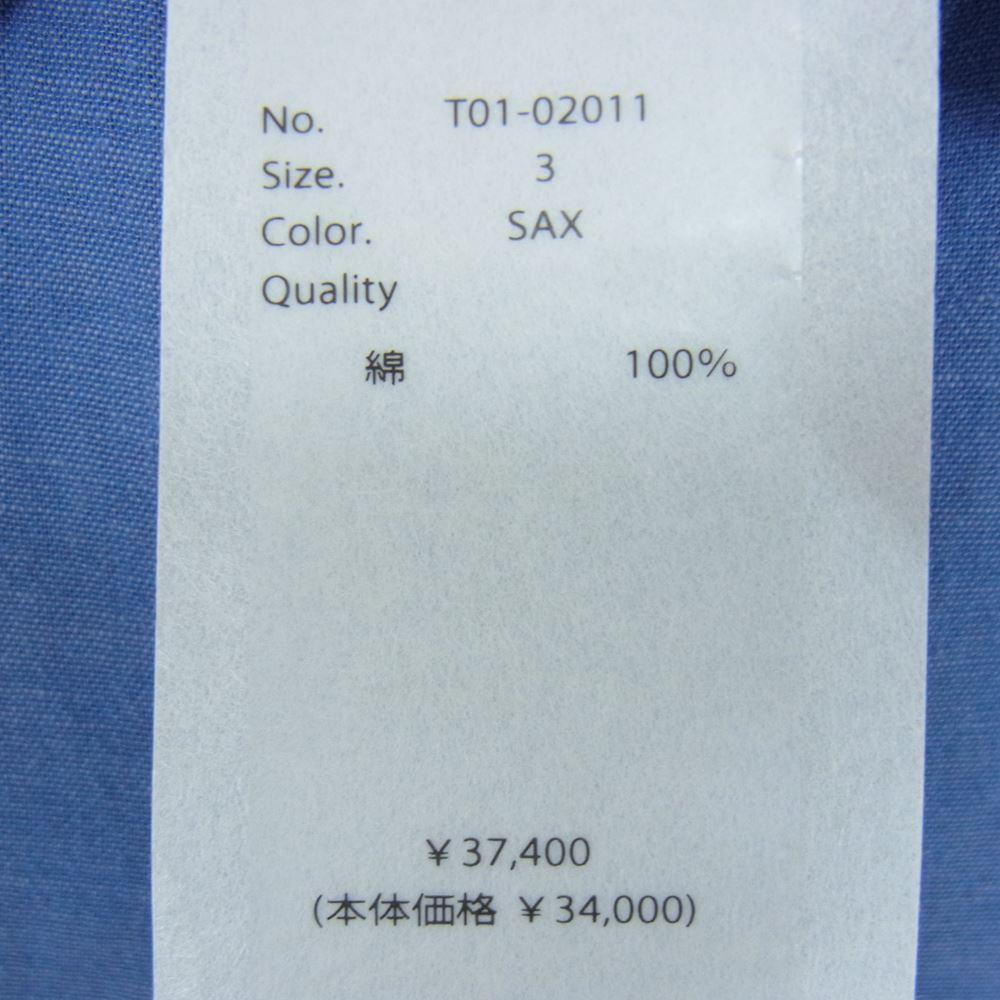 No. T01-02011
Size. 3
Color. SAX
Quality
綿 100%
¥37,400
(本体価格 ¥34,000)